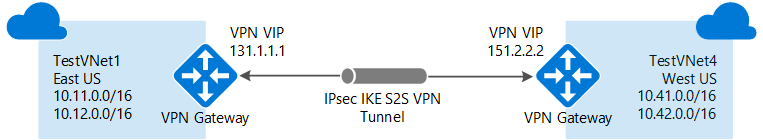 TestVNet1
East US
10.11.0.0/16
10.12.0.0/16
VPN VIP
131.1.1.1
VPN Gateway
IPsec IKE S2S VPN
Tunnel
VPN VIP
151.2.2.2
VPN Gateway
TestVNet4
West US
10.41.0.0/16
10.42.0.0/16